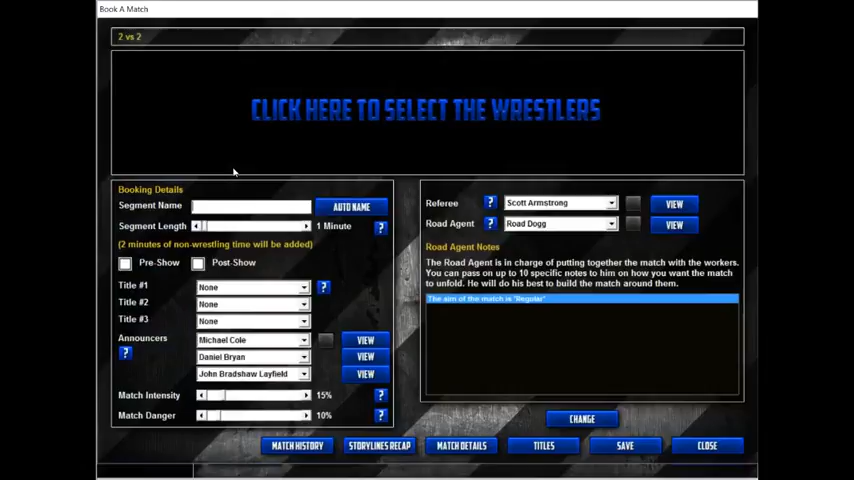 Book A Match
2 vs 2
CLICK HERE TO SELECT THE WRESTLERS
Booking Details
Segment Name
AUTO NAME
Segment Length
1 Minute
?
(2 minutes of non-wrestling time will be added)
Pre-Show
Post-Show
Title #1
None
?
Title #2
None
Title #3
None
Announcers
Michael Cole
VIEW
?
Daniel Bryan
VIEW
John Bradshaw Layfield
VIEW
Match Intensity
15%
?
Match Danger
10%
?
Referee
?
Scott Armstrong
VIEW
Road Agent
?
Road Dogg
VIEW
Road Agent Notes
The Road Agent is in charge of putting together the match with the workers.
You can pass on up to 10 specific notes to him on how you want the match
to unfold. He will do his best to build the match around them.
The aim of the match is "Regular"
CHANGE
MATCH HISTORY
STORYLINES RECAP
MATCH DETAILS
TITLES
SAVE
CLOSE